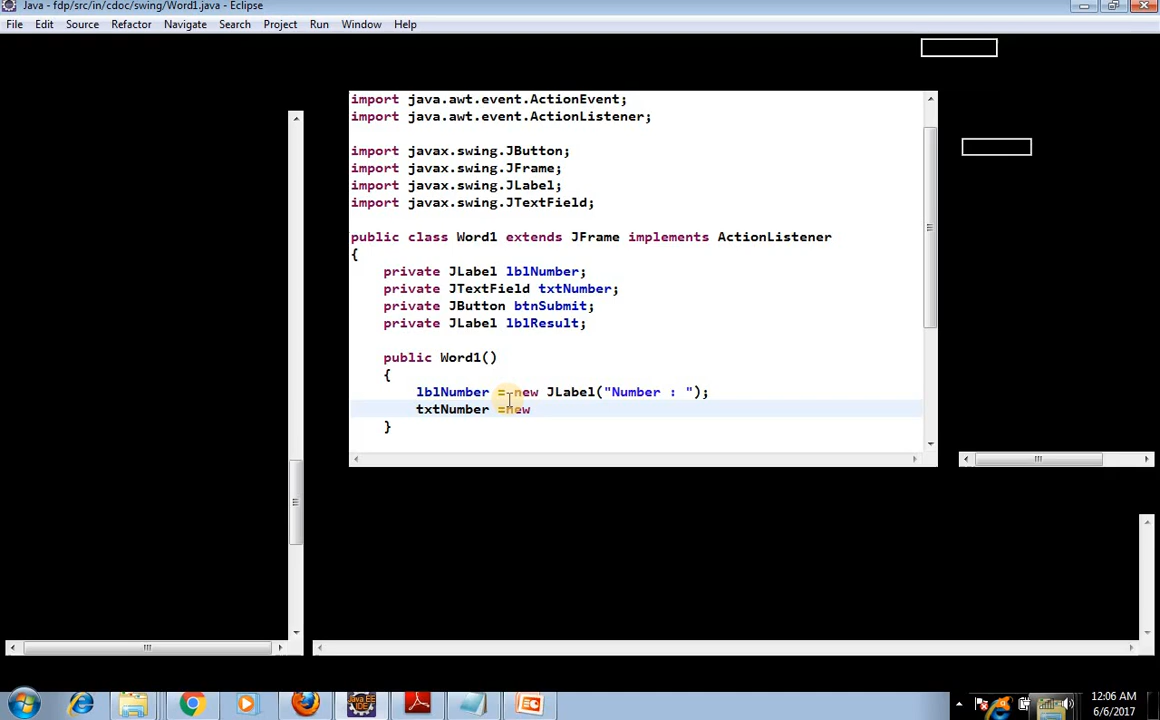 Java - fdp/src/in/cdoc/swing/Word1.java - Eclipse
File Edit Source Refactor Navigate Search Project Run Window Help
import java.awt.event.ActionEvent;
import java.awt.event.ActionListener;
import javax.swing.JButton;
import javax.swing.JFrame;
import javax.swing.JLabel;
import javax.swing.JTextField;
public class Word1 extends JFrame implements ActionListener
{
private JLabel lblNumber;
private JTextField txtNumber;
private JButton btnSubmit;
private JLabel lblResult;
public Word1()
{
lblNumber = new JLabel("Number : ");
txtNumber =new
}
Java EE
IDE
12:06 AM
6/6/2017